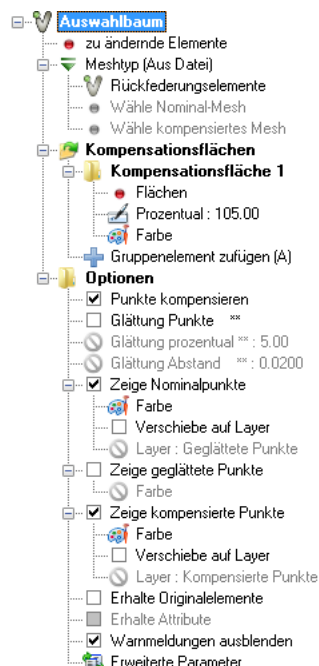 Auswahlbaum
zu ändernde Elemente
Meshtyp (Aus Datei)
Rückfederungselemente
Wähle Nominal-Mesh
Wähle kompensiertes Mesh
Kompensationsflächen
Kompensationsfläche 1
Flächen
Prozentual : 105.00
Farbe
Gruppenelement zufügen (A)
Optionen
Punkte kompensieren
Glättung Punkte **
Glättung prozentual ** : 5.00
Glättung Abstand ** : 0.0200
Zeige Nominalpunkte
Farbe
Verschiebe auf Layer
Layer : Geglättete Punkte
Zeige geglättete Punkte
Farbe
Zeige kompensierte Punkte
Farbe
Verschiebe auf Layer
Layer : Kompensierte Punkte
Erhalte Originalelemente
Erhalte Attribute
Warnmeldungen ausblenden
Erweiterte Parameter